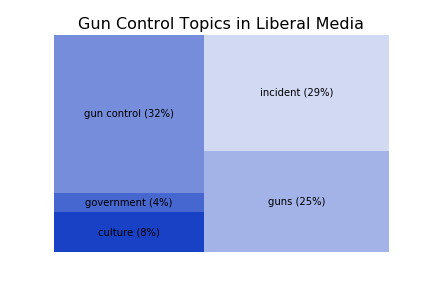 Gun Control Topics in Liberal Media
gun control (32%)
incident (29%)
government (4%)
guns (25%)
culture (8%)